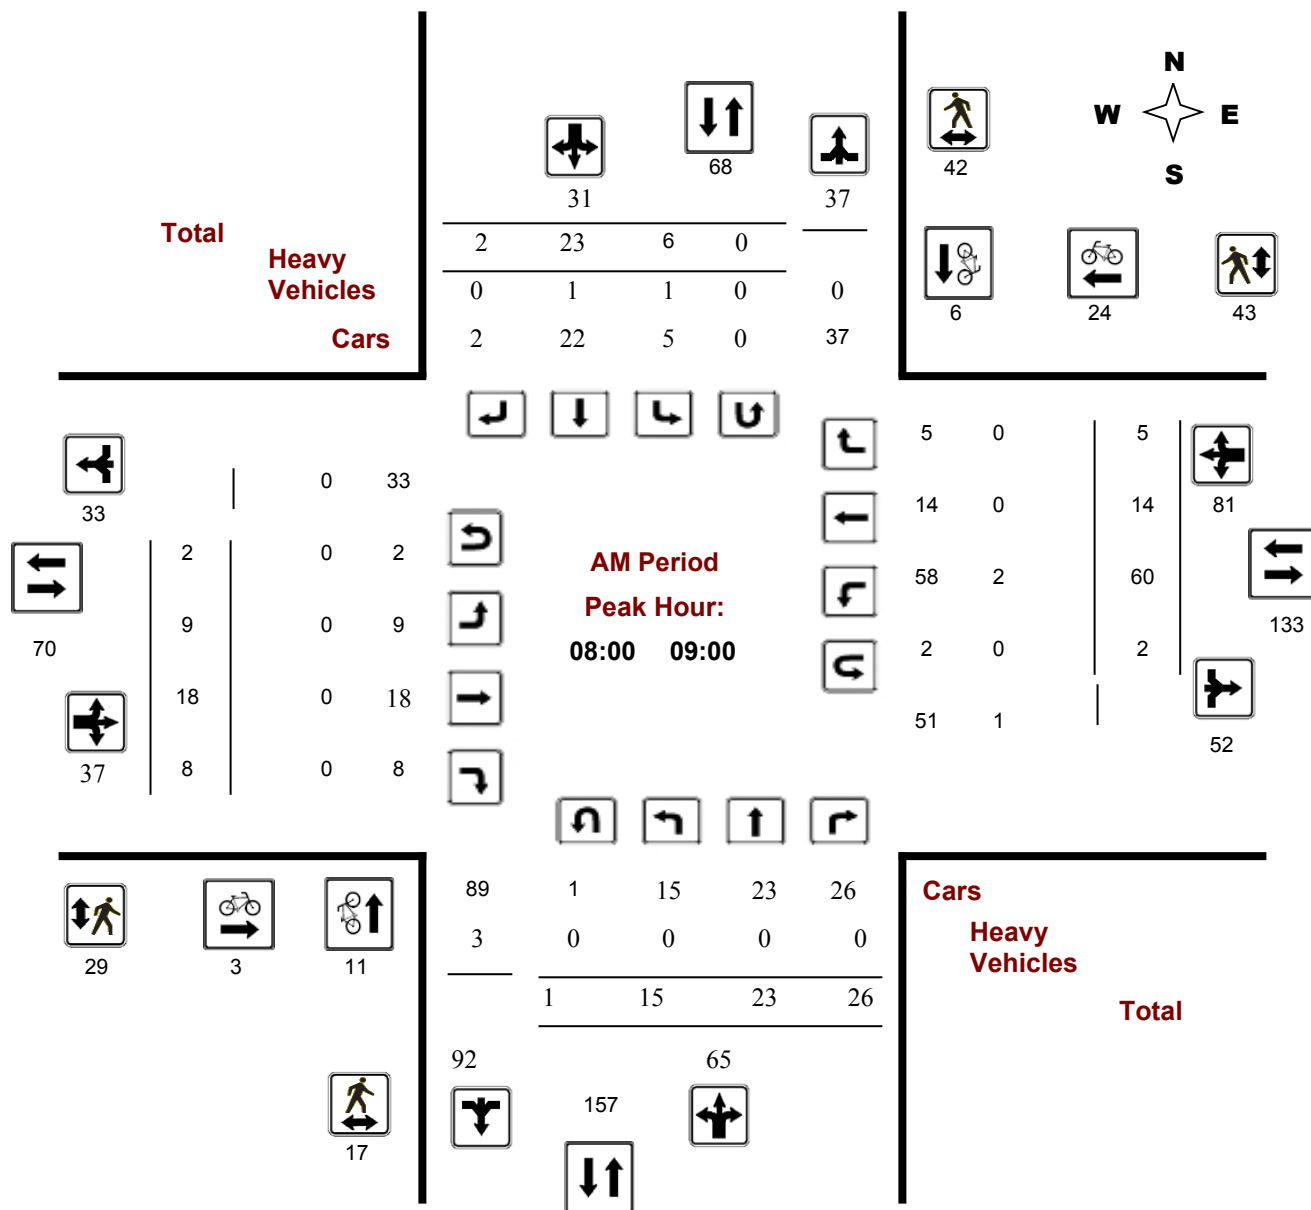 N
W E
S
68
42
31 37
Total
2 23 6 0
Heavy
Vehicles
0 1 1 0 0
6 24 43
Cars
2 22 5 0 37
5 0 5
0 33
33
14 0 14 81
2 0 2
AM Period
58 2 60
Peak Hour:
9 0 9
133
70
08:00 09:00
2 0 2
18 0 18
51 1
52
37 8 0 8
89 1 15 23 26
Cars
3 0 0 0 0
Heavy
Vehicles
29 3 11
1 15 23 26
Total
92 65
157
17